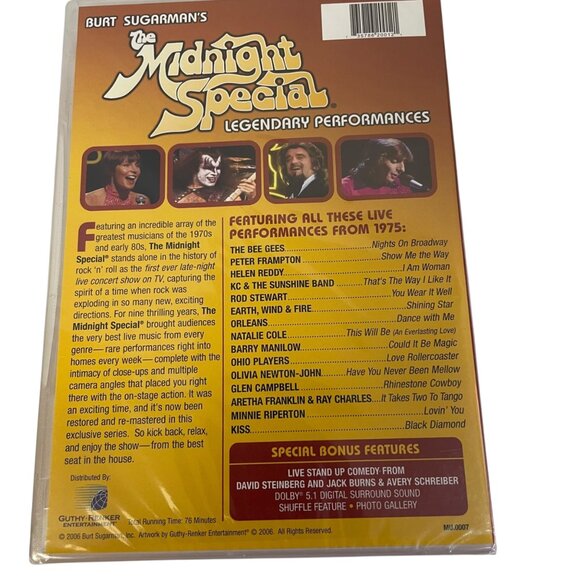 BURT SUGARMAN'S
The
Midnight
Special®
LEGENDARY PERFORMANCES
35788 20012
Featuring an incredible array of the
greatest musicians of the 1970s
and early 80s, The Midnight
Special® stands alone in the history of
rock 'n' roll as the first ever late-night
live concert show on TV, capturing the
spirit of a time when rock was
exploding in so many new, exciting
directions. For nine thrilling years, The
Midnight Special® brought audiences
the very best live music from every
genre—rare performances right into
homes every week—complete with the
intimacy of close-ups and multiple
camera angles that placed you right
there with the on-stage action. It was
an exciting time, and it's now been
restored and re-mastered in this
exclusive series. So kick back, relax,
and enjoy the show—from the best
seat in the house.
FEATURING ALL THESE LIVE
PERFORMANCES FROM 1975:
THE BEE GEES Nights On Broadway
PETER FRAMPTON Show Me the Way
HELEN REDDY I Am Woman
KC & THE SUNSHINE BAND That's The Way I Like It
ROD STEWART You Wear It Well
EARTH, WIND & FIRE Shining Star
ORLEANS Dance with Me
NATALIE COLE This Will Be (An Everlasting Love)
BARRY MANILOW Could It Be Magic
OHIO PLAYERS Love Rollercoaster
OLIVIA NEWTON-JOHN Have You Never Been Mellow
GLEN CAMPBELL Rhinestone Cowboy
ARETHA FRANKLIN & RAY CHARLES It Takes Two To Tango
MINNIE RIPERTON Lovin' You
KISS Black Diamond
SPECIAL BONUS FEATURES
LIVE STAND UP COMEDY FROM
DAVID STEINBERG AND JACK BURNS & AVERY SCHREIBER
DOLBY® 5.1 DIGITAL SURROUND SOUND
SHUFFLE FEATURE • PHOTO GALLERY
Distributed By:
GUTHY-RENKER
ENTERTAINMENT®
Total Running Time: 76 Minutes
© 2006 Burt Sugarman, Inc. Artwork by Guthy-Renker Entertainment © 2006. All Rights Reserved.
MU.0007